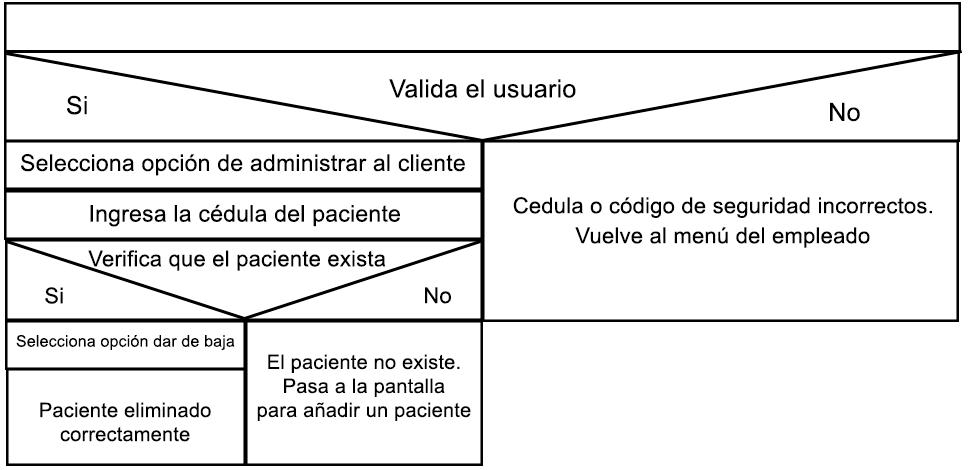 Valida el usuario
Si
No
Selecciona opción de administrar al cliente
Ingresa la cédula del paciente
Cedula o código de seguridad incorrectos.
Vuelve al menú del empleado
Verifica que el paciente exista
Si
No
Selecciona opción dar de baja
Paciente eliminado
correctamente
El paciente no existe.
Pasa a la pantalla
para añadir un paciente